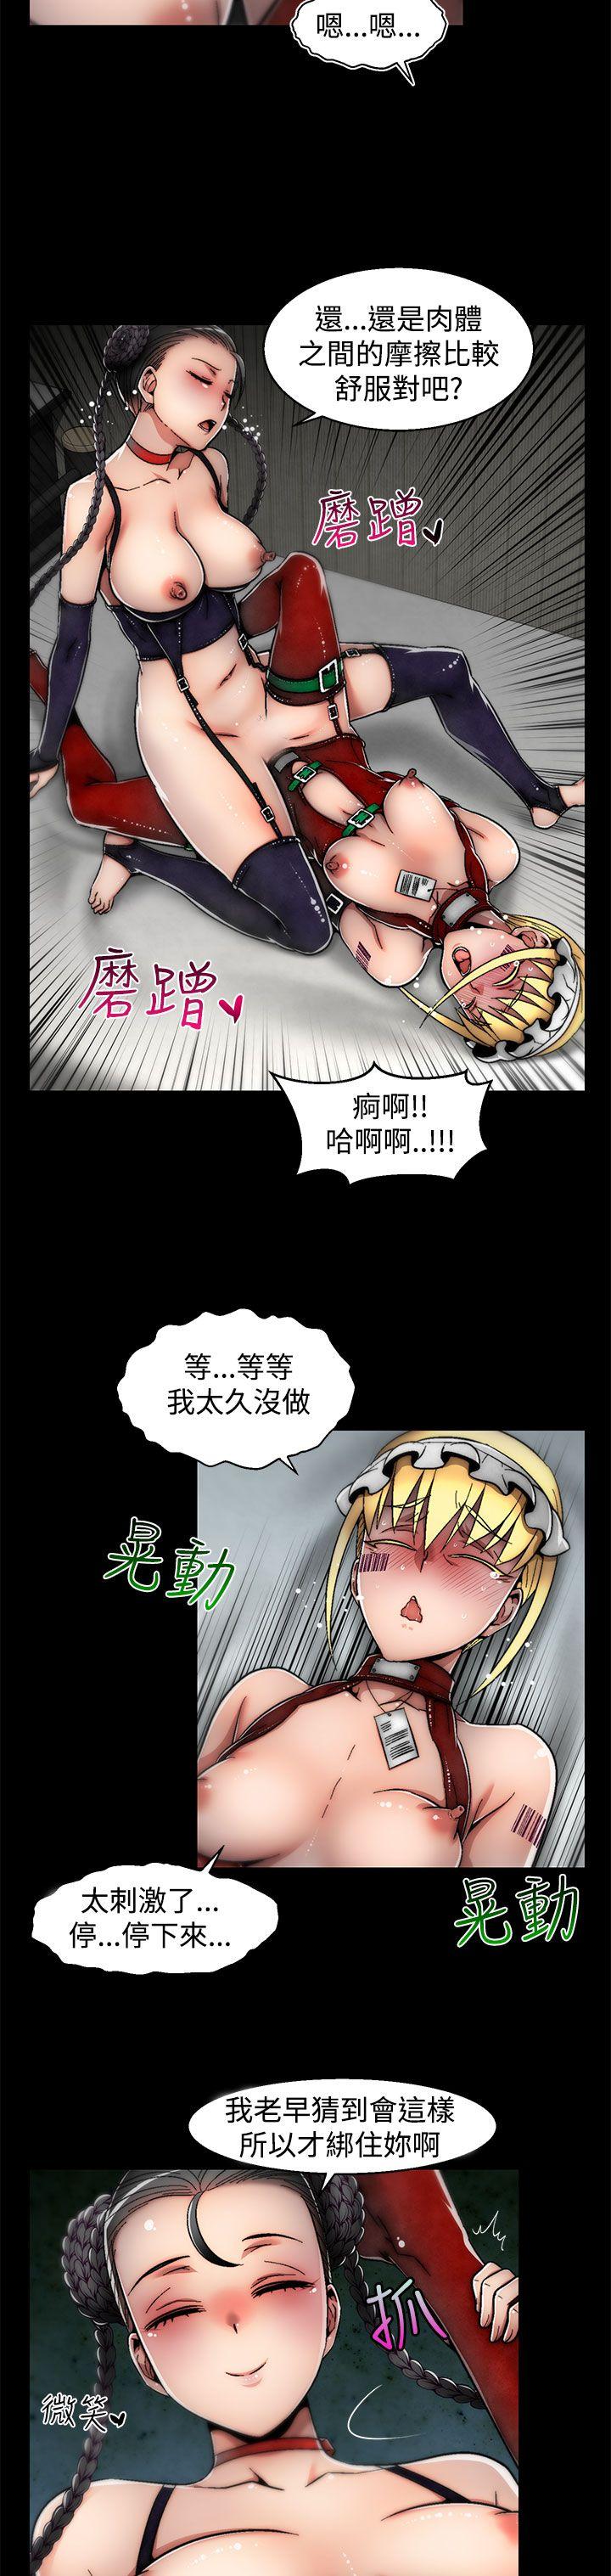 嗯...嗯...
還...還是肉體
之間的摩擦比較
舒服對吧?
磨蹭
磨蹭
痾啊!!
哈啊啊..!!!
等...等等
我太久沒做
晃動
太刺激了...
停...停下來...
晃動
我老早猜到會這樣
所以才綁住妳啊
抓
微笑